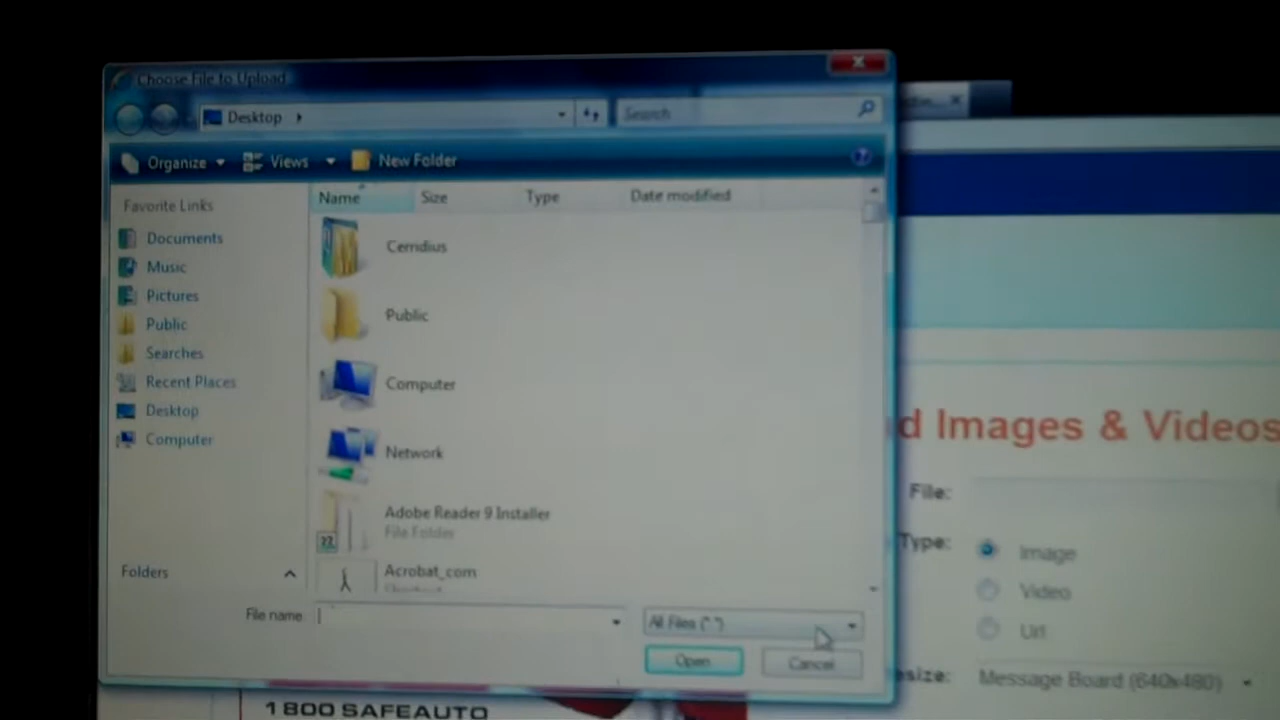 Choose File to Upload
Desktop
Search
Organize
Views
New Folder
Favorite Links
Documents
Music
Pictures
Public
Searches
Recent Places
Desktop
Computer
Folders
Name
Size
Type
Date modified
Cerridius
Public
Computer
Network
Adobe Reader 9 Installer
File Folder
Acrobat_com
File name:
All Files (*.*)
Open
Cancel
d Images & Videos
File:
Type:
Image
Video
Url
esize:
Message Board (640x480)
1 800 SAFEAUTO